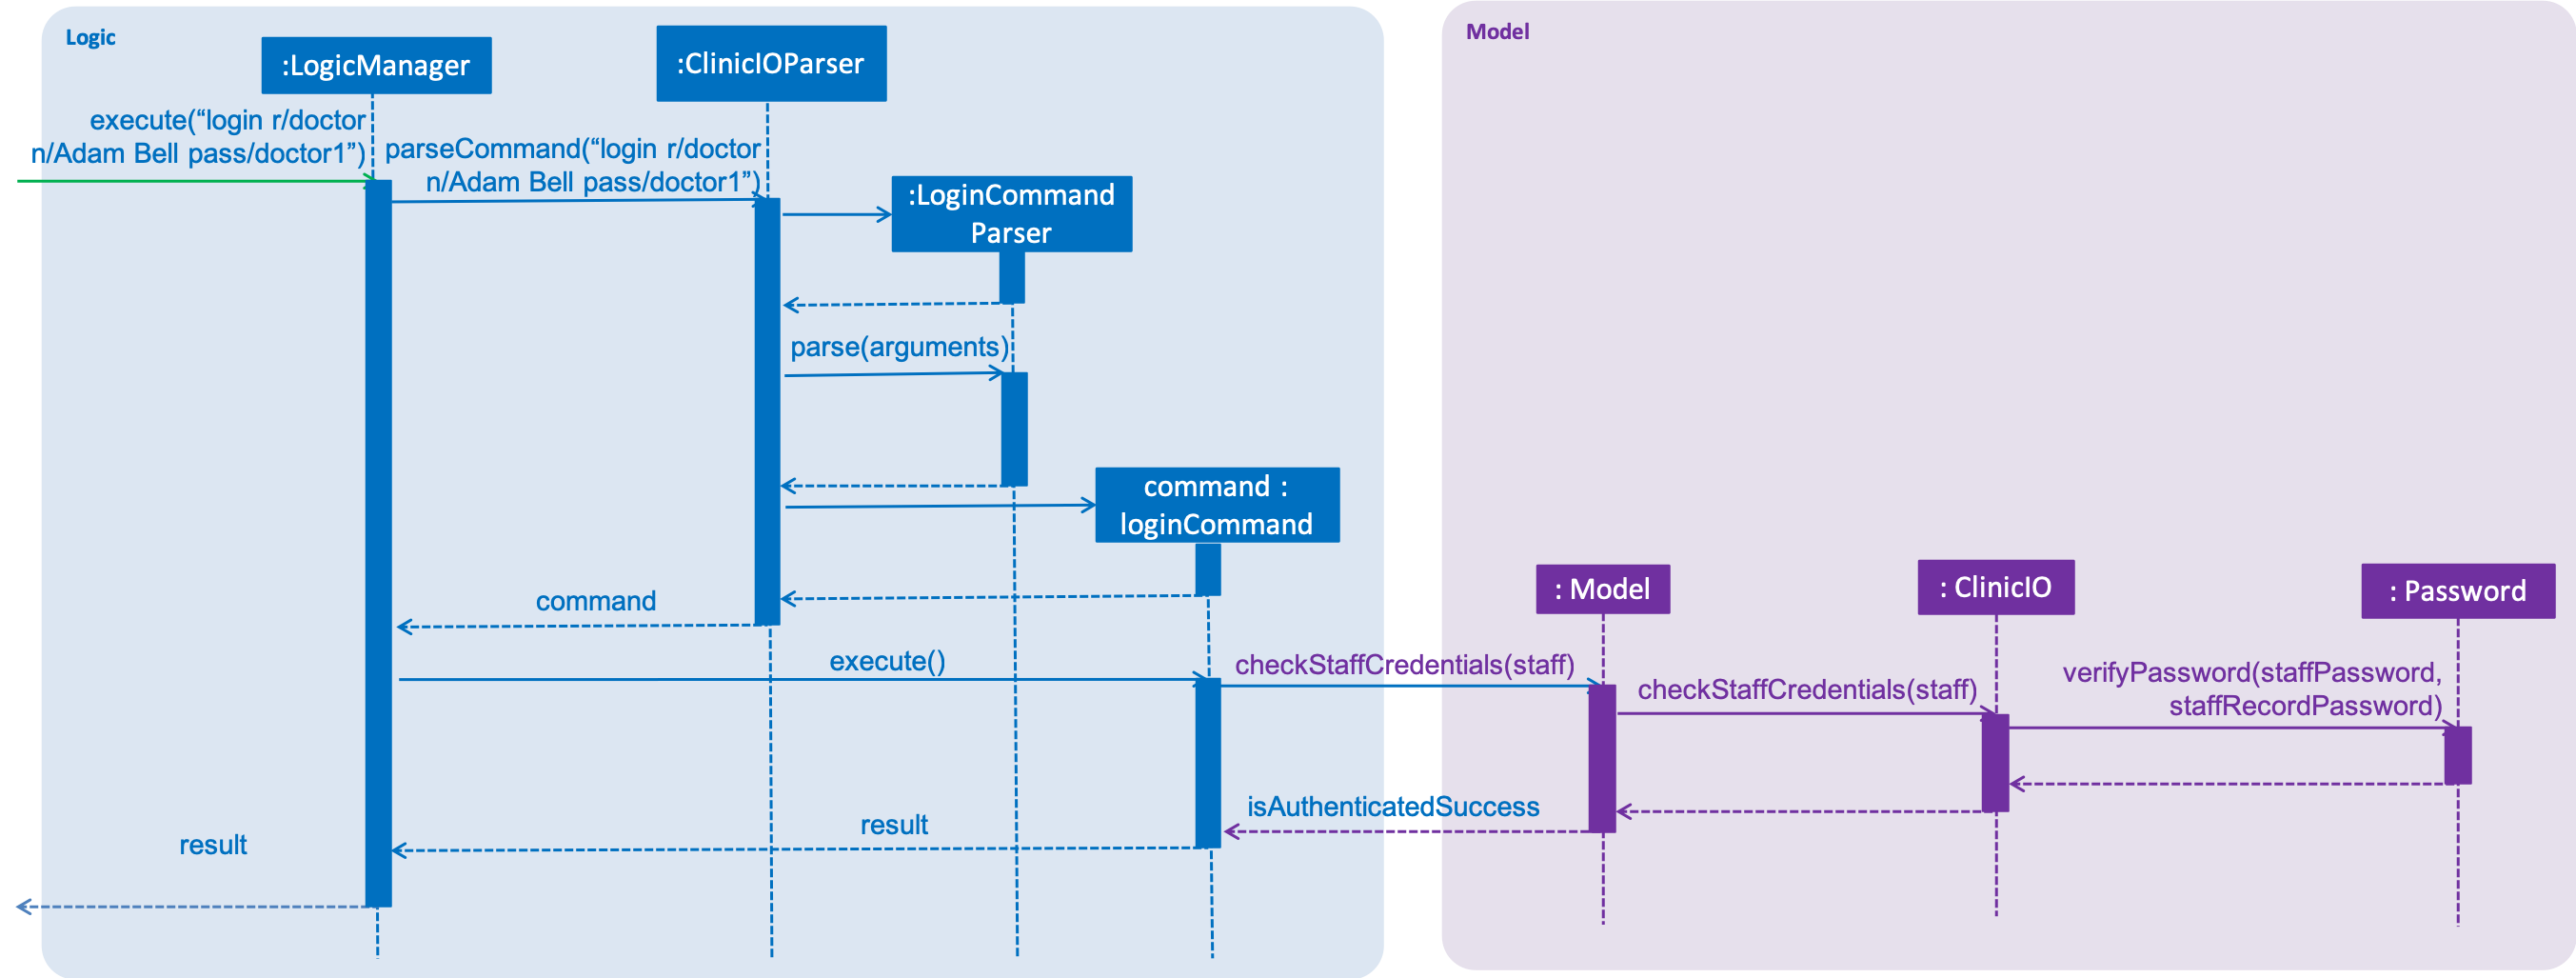 Logic
Model
:LogicManager
:ClinicIOParser
execute(“login r/doctor
n/Adam Bell pass/doctor1”)
parseCommand(“login r/doctor
n/Adam Bell pass/doctor1”)
:LoginCommand
Parser
parse(arguments)
command :
loginCommand
: Model
: ClinicIO
: Password
command
execute()
checkStaffCredentials(staff)
checkStaffCredentials(staff)
verifyPassword(staffPassword,
staffRecordPassword)
isAuthenticatedSuccess
result
result